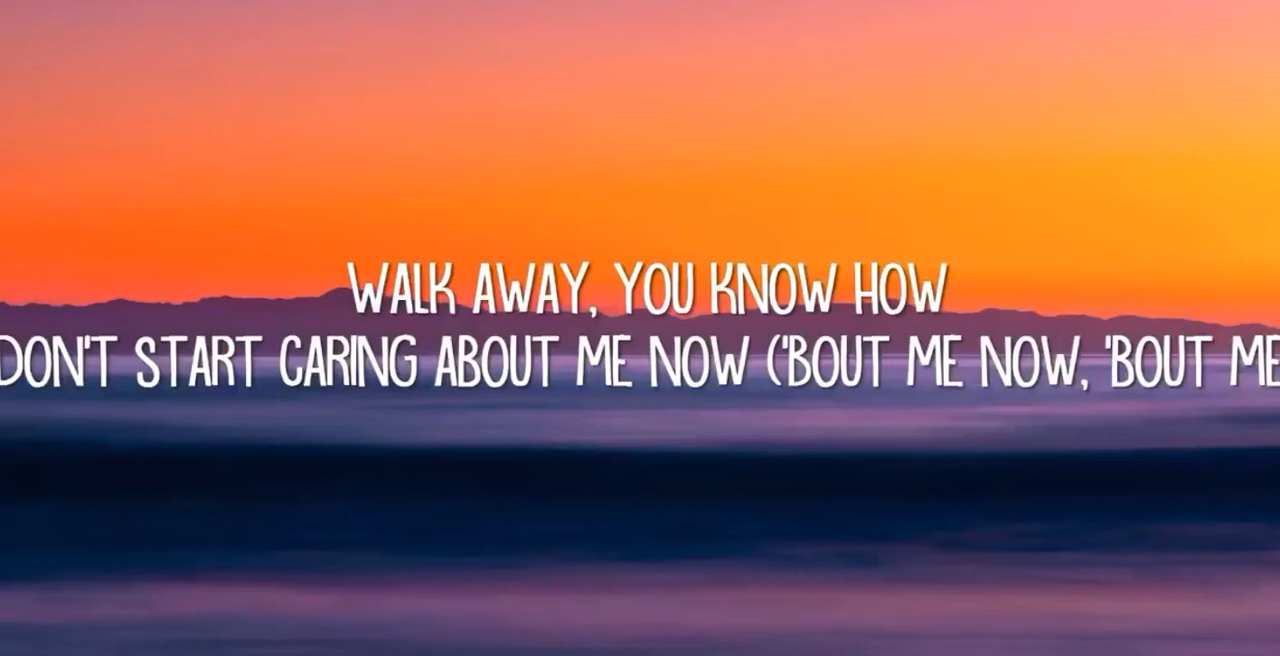 WALK AWAY, YOU KNOW HOW
DON'T START CARING ABOUT ME NOW ('BOUT ME NOW, 'BOUT ME